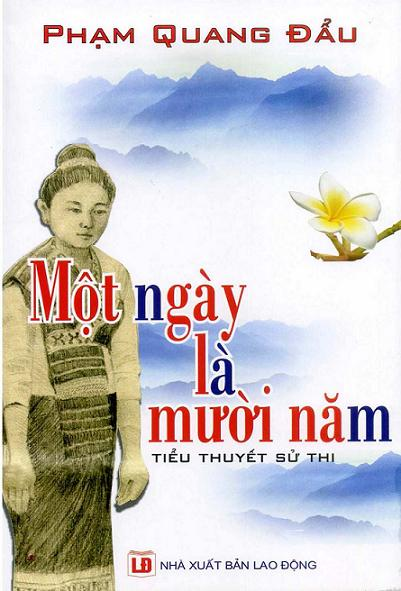 PHẠM QUANG ĐẨU
Một ngày
là
mười năm
TIỂU THUYẾT SỬ THI
LĐ NHÀ XUẤT BẢN LAO ĐỘNG